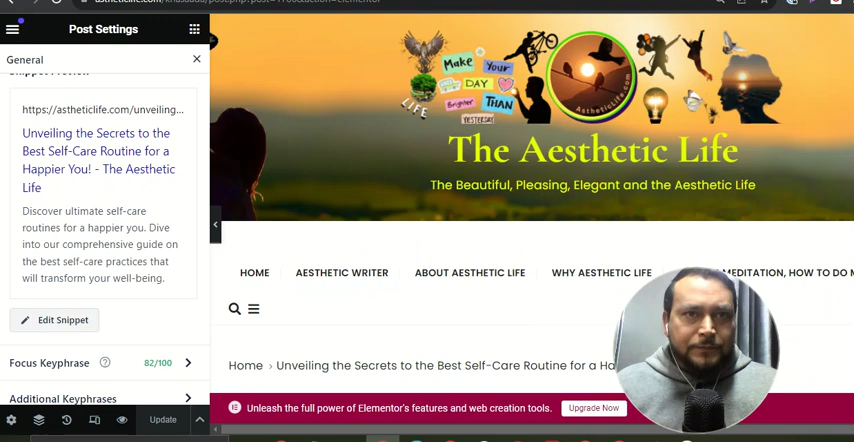 Post Settings
General
https://astheticlife.com/unveiling...
Unveiling the Secrets to the
Best Self-Care Routine for a
Happier You! - The Aesthetic
Life
Discover ultimate self-care
routines for a happier you. Dive
into our comprehensive guide on
the best self-care practices that
will transform your well-being.
Edit Snippet
Focus Keyphrase
82/100
Additional Keyphrases
Update
Make YOUR
DAY
Brighter THAN
YESTERDAY
LIFE
AstheticLife.com
The Aesthetic Life
The Beautiful, Pleasing, Elegant and the Aesthetic Life
HOME AESTHETIC WRITER ABOUT AESTHETIC LIFE WHY AESTHETIC LIFE MEDITATION, HOW TO DO M
Home > Unveiling the Secrets to the Best Self-Care Routine for a Ha
Unleash the full power of Elementor's features and web creation tools. Upgrade Now